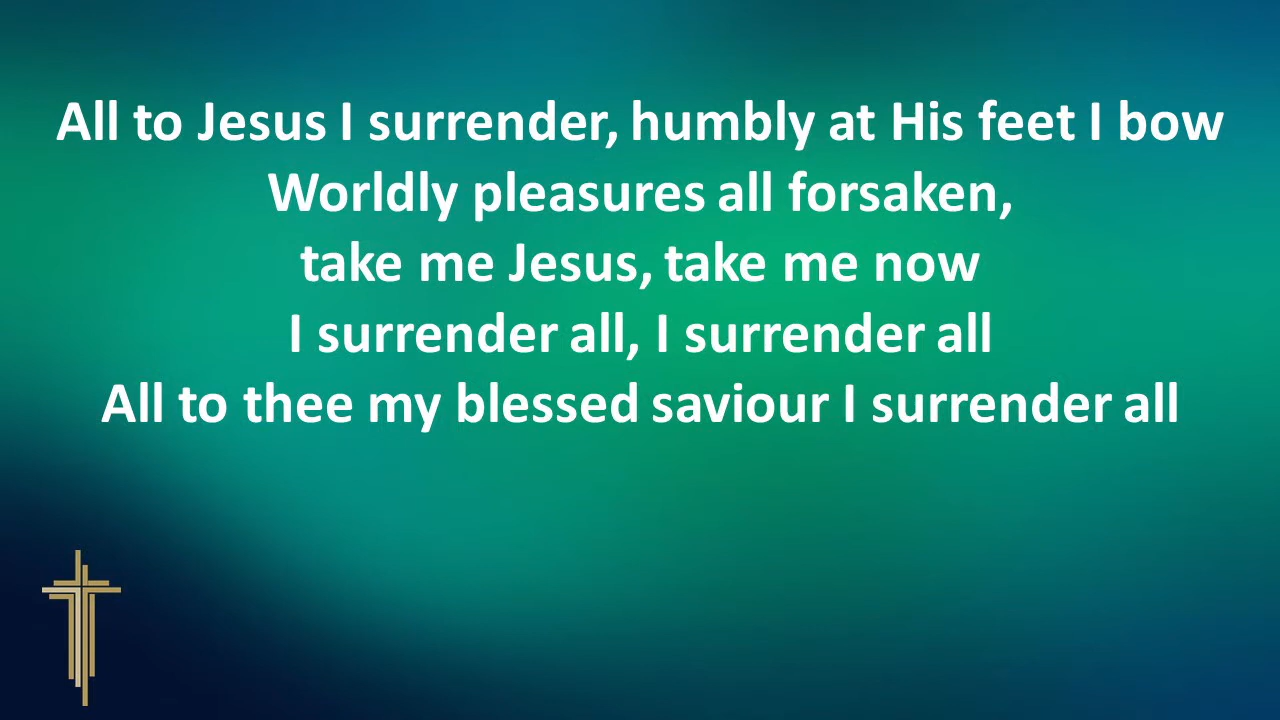 All to Jesus I surrender, humbly at His feet I bow
Worldly pleasures all forsaken,
take me Jesus, take me now
I surrender all, I surrender all
All to thee my blessed saviour I surrender all